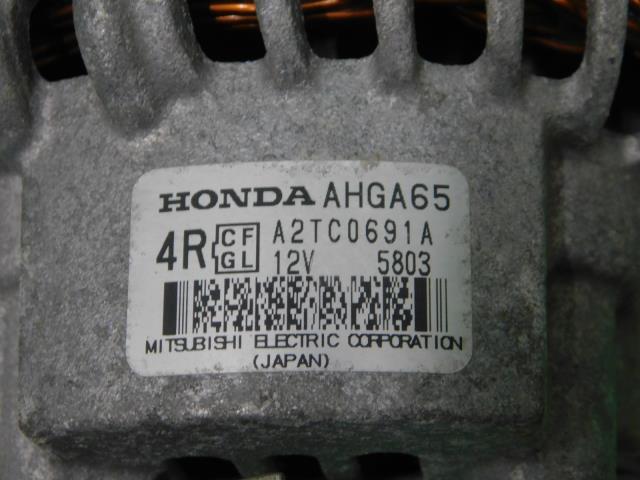 HONDA AHGA65
4R CF GL A2TC0691A
12V 5803
MITSUBISHI ELECTRIC CORPORATION
(JAPAN)